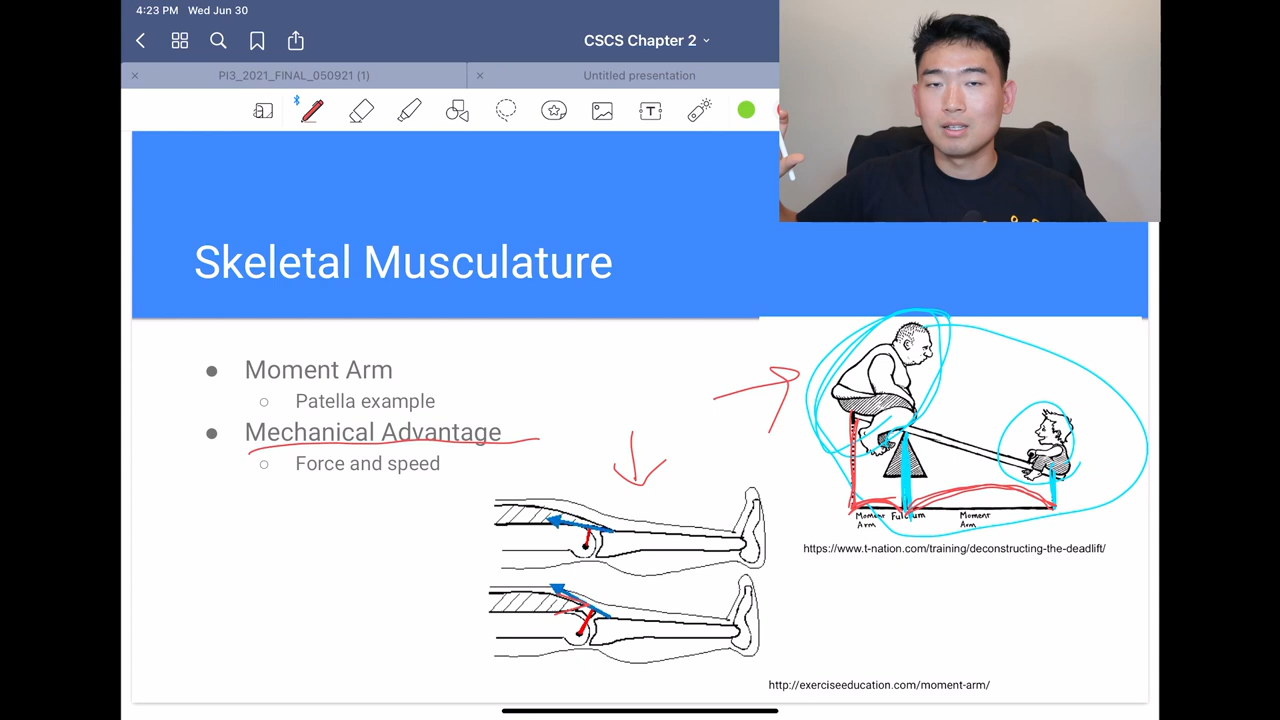 4:23 PM Wed Jun 30
CSCS Chapter 2
PI3_2021_FINAL_050921 (1)
Untitled presentation
T
Skeletal Musculature
Moment Arm
Patella example
Mechanical Advantage
Force and speed
Moment Arm
Fulcrum
Moment Arm
https://www.t-nation.com/training/deconstructing-the-deadlift/
http://exerciseeducation.com/moment-arm/